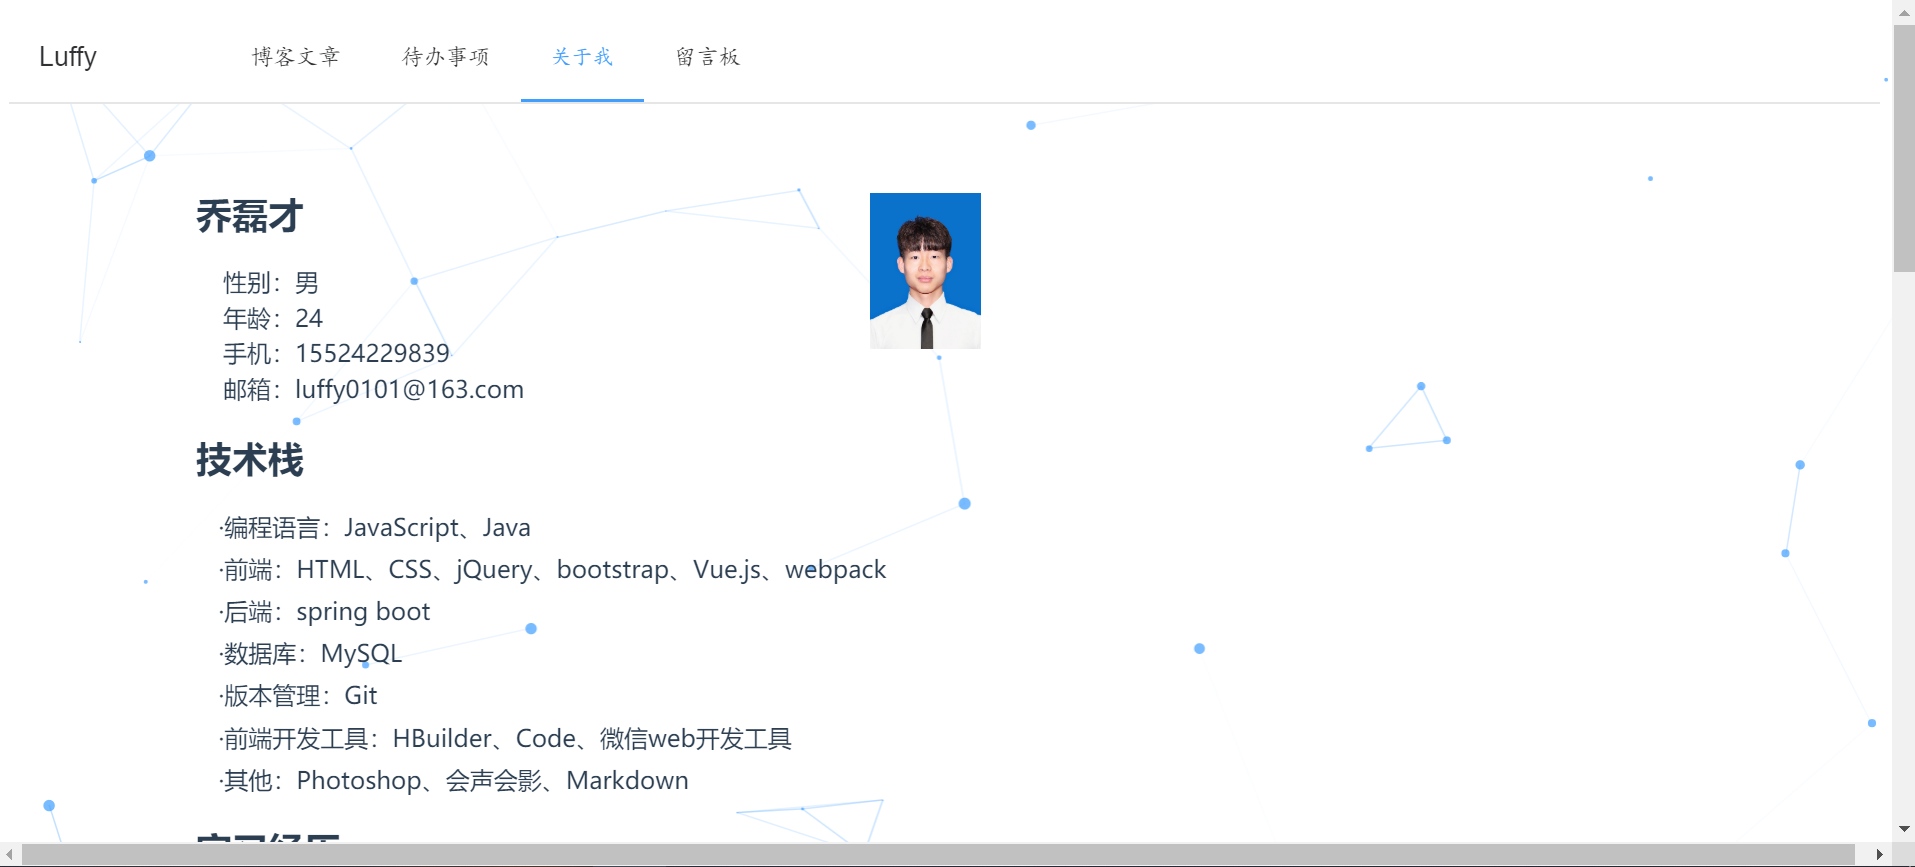 Luffy 博客文章 待办事项 关于我 留言板
乔磊才
性别：男
年龄：24
手机：15524229839
邮箱：luffy0101@163.com
技术栈
·编程语言：JavaScript、Java
·前端：HTML、CSS、jQuery、bootstrap、Vue.js、webpack
·后端：spring boot
·数据库：MySQL
·版本管理：Git
·前端开发工具：HBuilder、Code、微信web开发工具
·其他：Photoshop、会声会影、Markdown